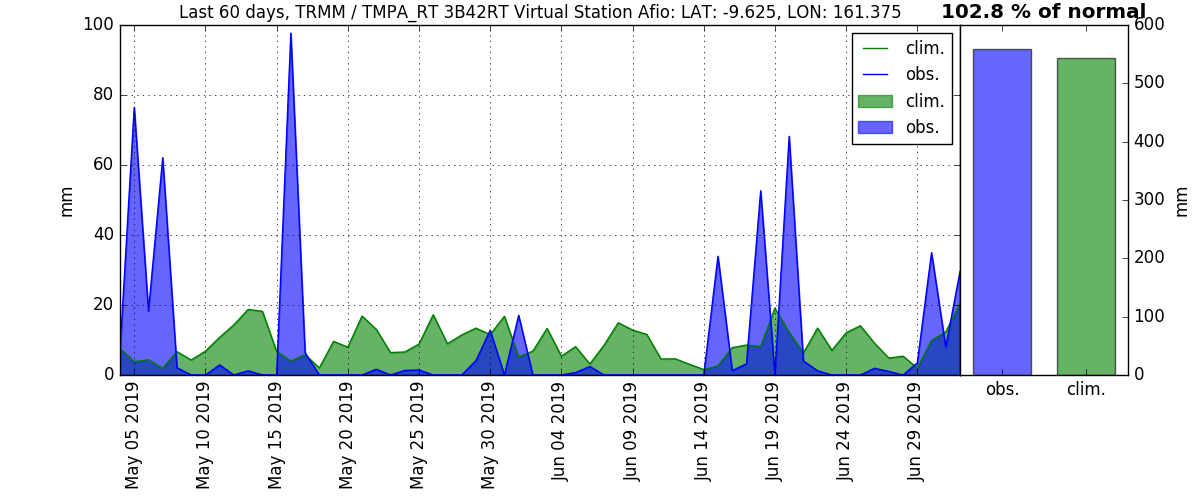 Last 60 days, TRMM / TMPA_RT 3B42RT Virtual Station Afio: LAT: -9.625, LON: 161.375
102.8 % of normal
100
80
60
40
20
0
mm
clim.
obs.
clim.
obs.
600
500
400
300
200
100
0
mm
obs.
clim.
May 05 2019
May 10 2019
May 15 2019
May 20 2019
May 25 2019
May 30 2019
Jun 04 2019
Jun 09 2019
Jun 14 2019
Jun 19 2019
Jun 24 2019
Jun 29 2019